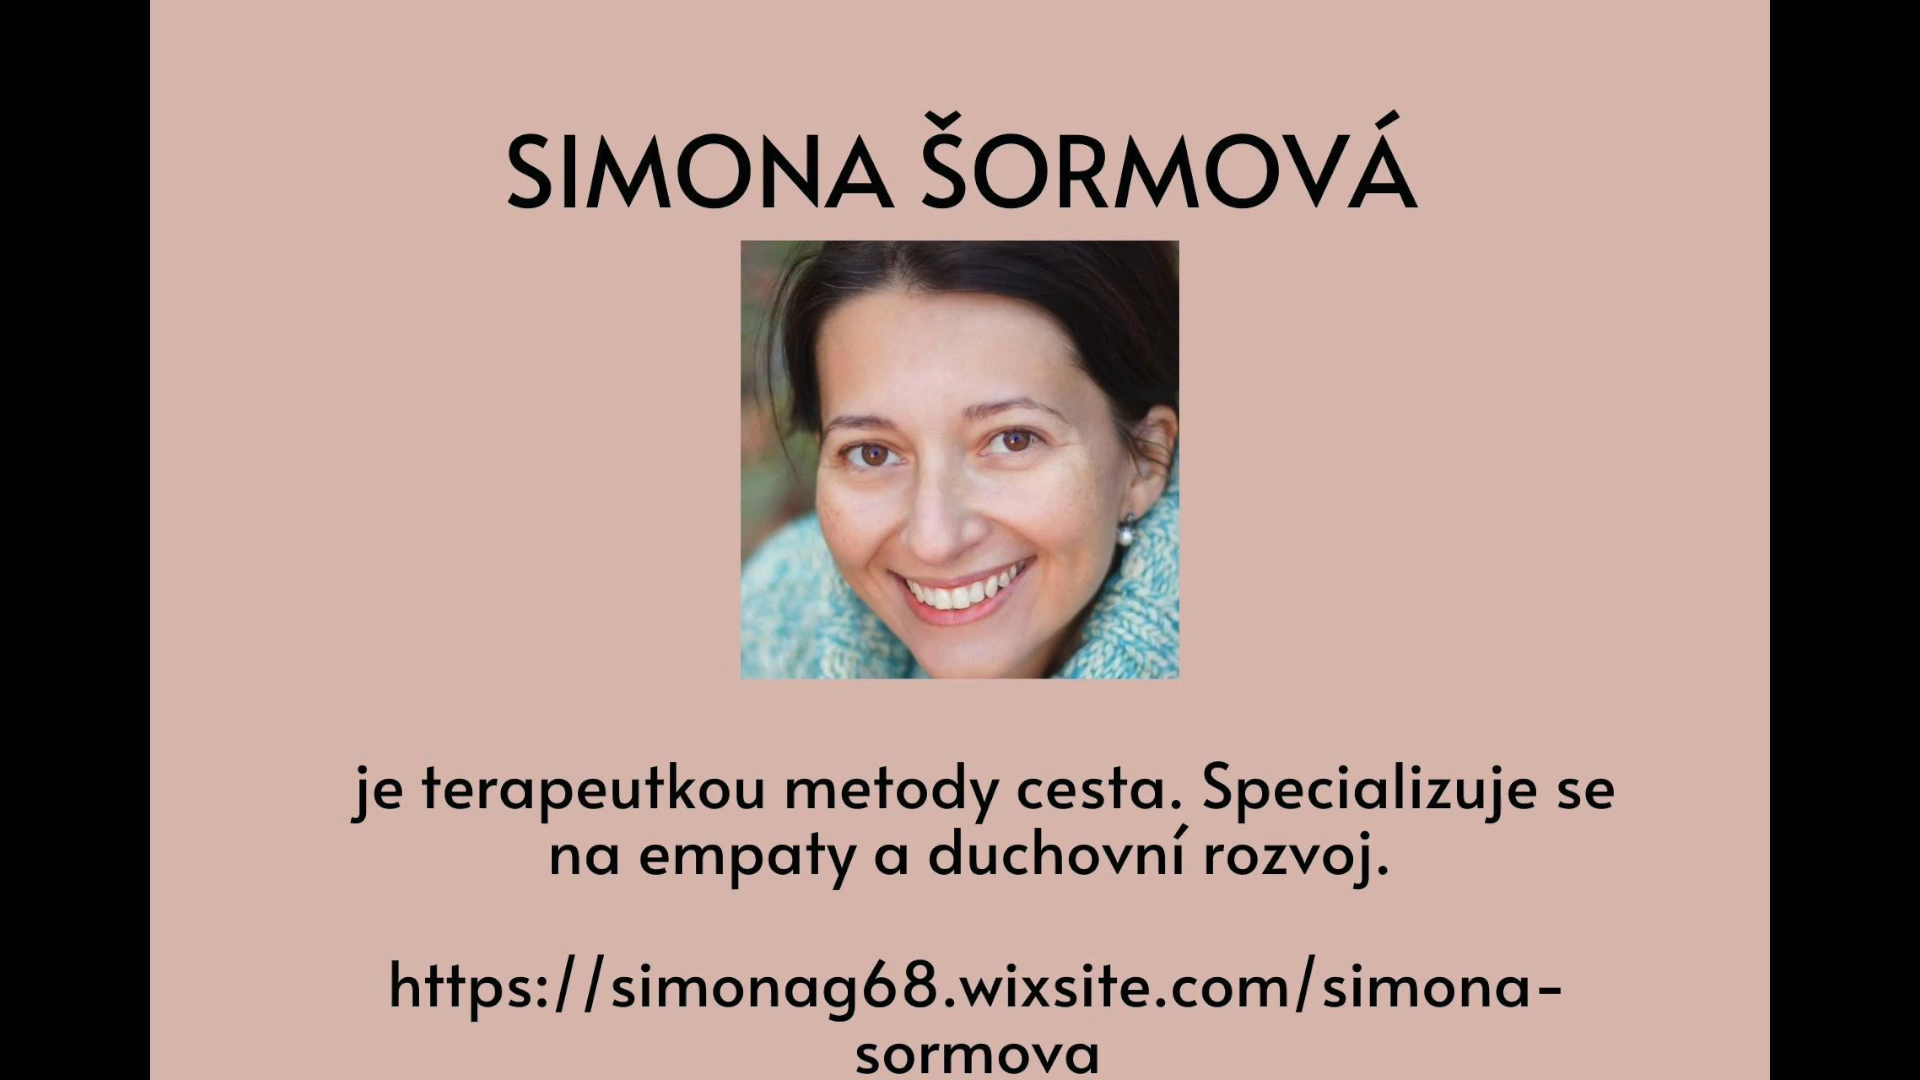 SIMONA ŠORMOVÁ
je terapeutkou metody cesta. Specializuje se
na empaty a duchovní rozvoj.
https://simonag68.wixsite.com/simona-
sormova